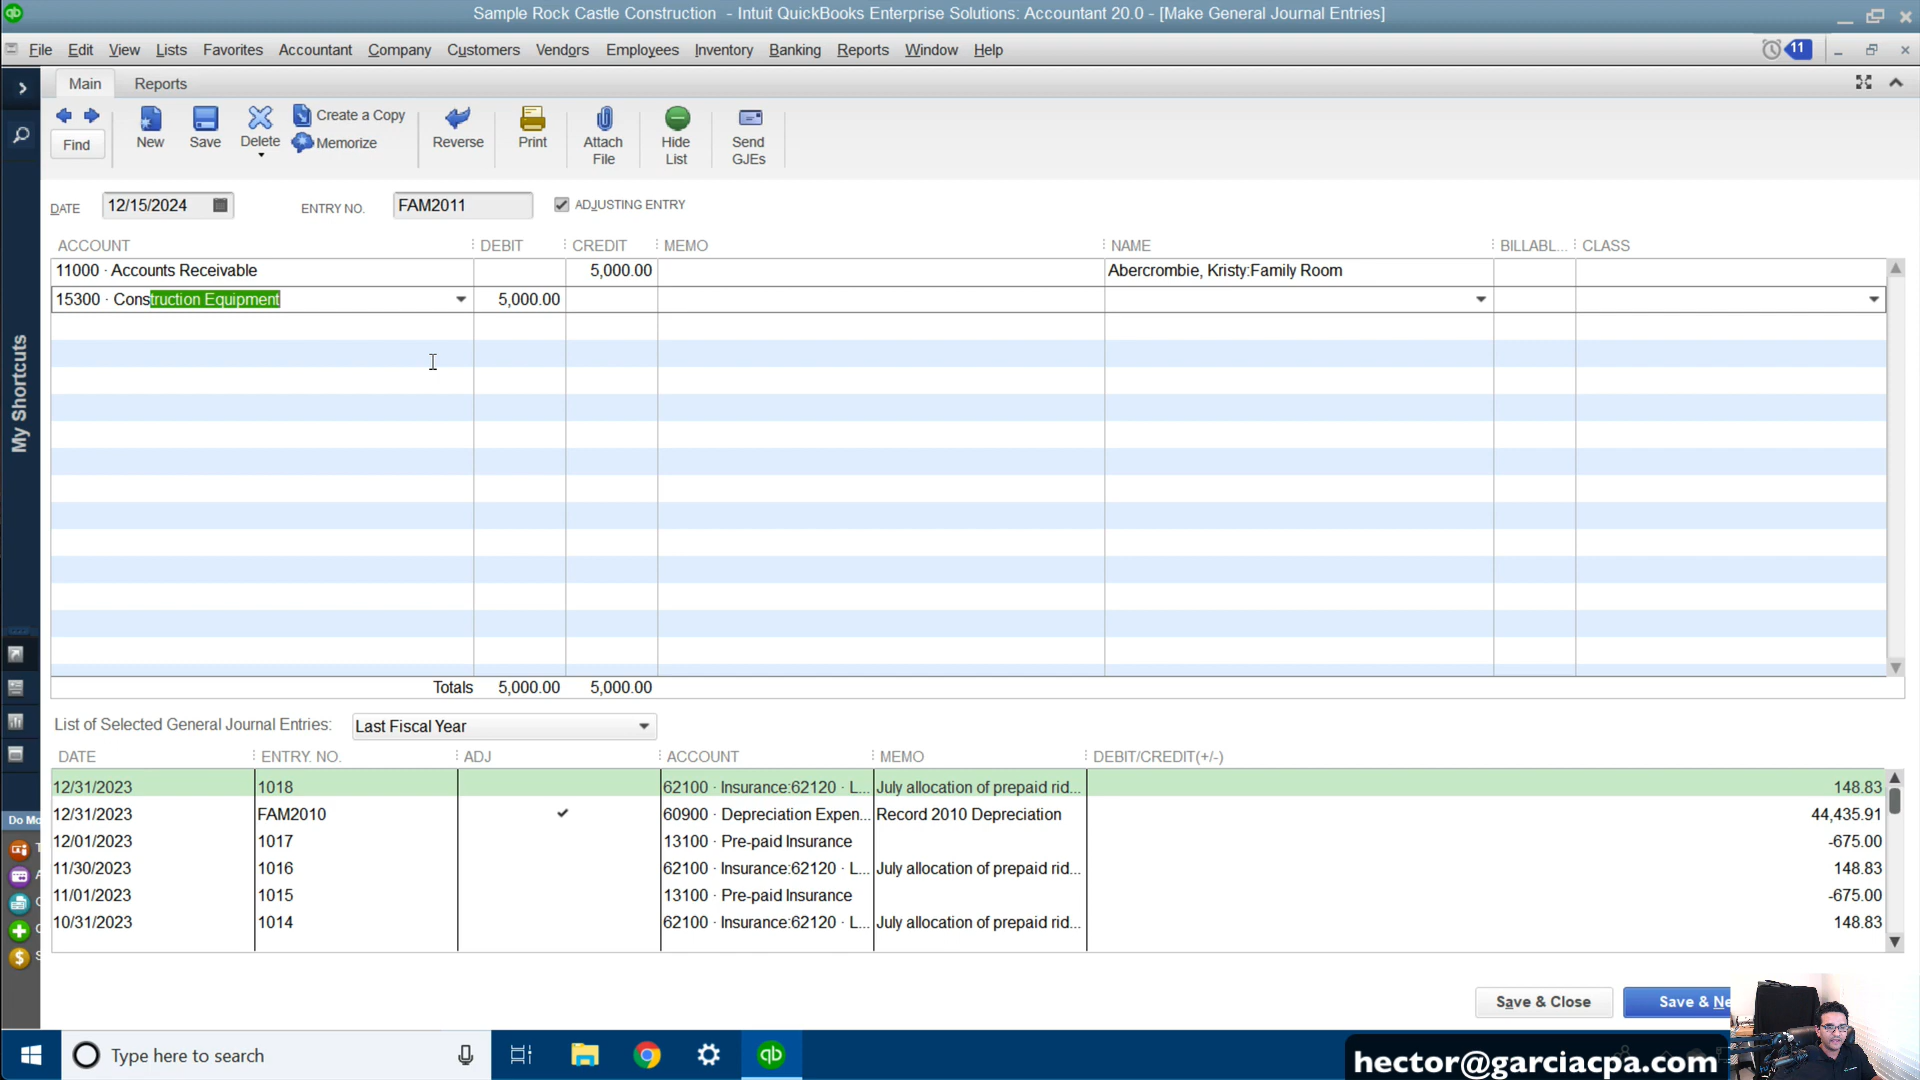 Sample Rock Castle Construction - Intuit QuickBooks Enterprise Solutions: Accountant 20.0 - [Make General Journal Entries]
File Edit View Lists Favorites Accountant Company Customers Vendors Employees Inventory Banking Reports Window Help
11
Main Reports
Find New Save Delete Create a Copy Memorize Reverse Print Attach File Hide List Send GJEs
DATE 12/15/2024 ENTRY NO. FAM2011 ADJUSTING ENTRY
ACCOUNT DEBIT CREDIT MEMO NAME BILLABL... CLASS
11000 · Accounts Receivable 5,000.00 Abercrombie, Kristy:Family Room
15300 · Construction Equipment 5,000.00
My Shortcuts
Totals 5,000.00 5,000.00
List of Selected General Journal Entries: Last Fiscal Year
DATE ENTRY. NO. ADJ ACCOUNT MEMO DEBIT/CREDIT(+/-)
12/31/2023 1018 62100 · Insurance:62120 · L... July allocation of prepaid rid... 148.83
12/31/2023 FAM2010 60900 · Depreciation Expen... Record 2010 Depreciation 44,435.91
12/01/2023 1017 13100 · Pre-paid Insurance -675.00
11/30/2023 1016 62100 · Insurance:62120 · L... July allocation of prepaid rid... 148.83
11/01/2023 1015 13100 · Pre-paid Insurance -675.00
10/31/2023 1014 62100 · Insurance:62120 · L... July allocation of prepaid rid... 148.83
Do Mo
Save & Close Save & Ne
Type here to search
qb
hector@garciacpa.com